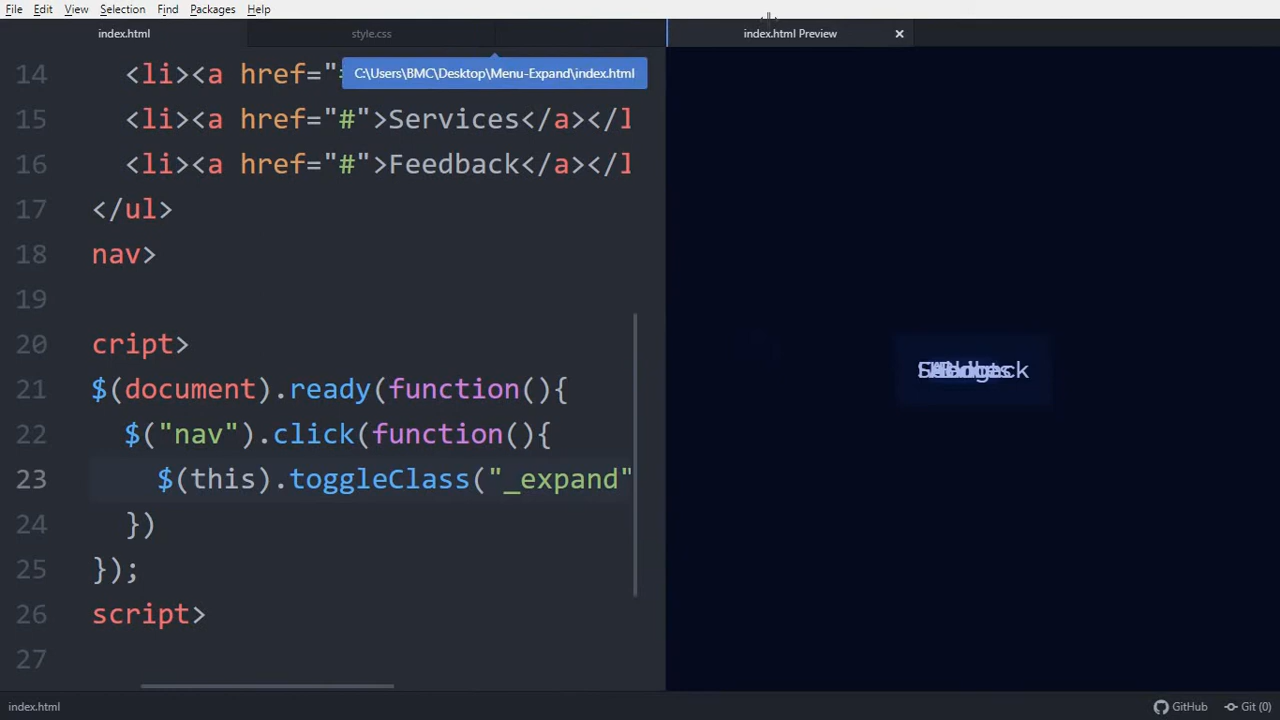 File Edit View Selection Find Packages Help
index.html style.css index.html Preview
C:\Users\BMC\Desktop\Menu-Expand\index.html
14 <li><a href="#
15 <li><a href="#">Services</a></l
16 <li><a href="#">Feedback</a></l
17 </ul>
18 nav>
19
20 cript>
21 $(document).ready(function(){
22 $("nav").click(function(){
23 $(this).toggleClass("_expand"
24 })
25 });
26 script>
27
index.html GitHub Git (0)